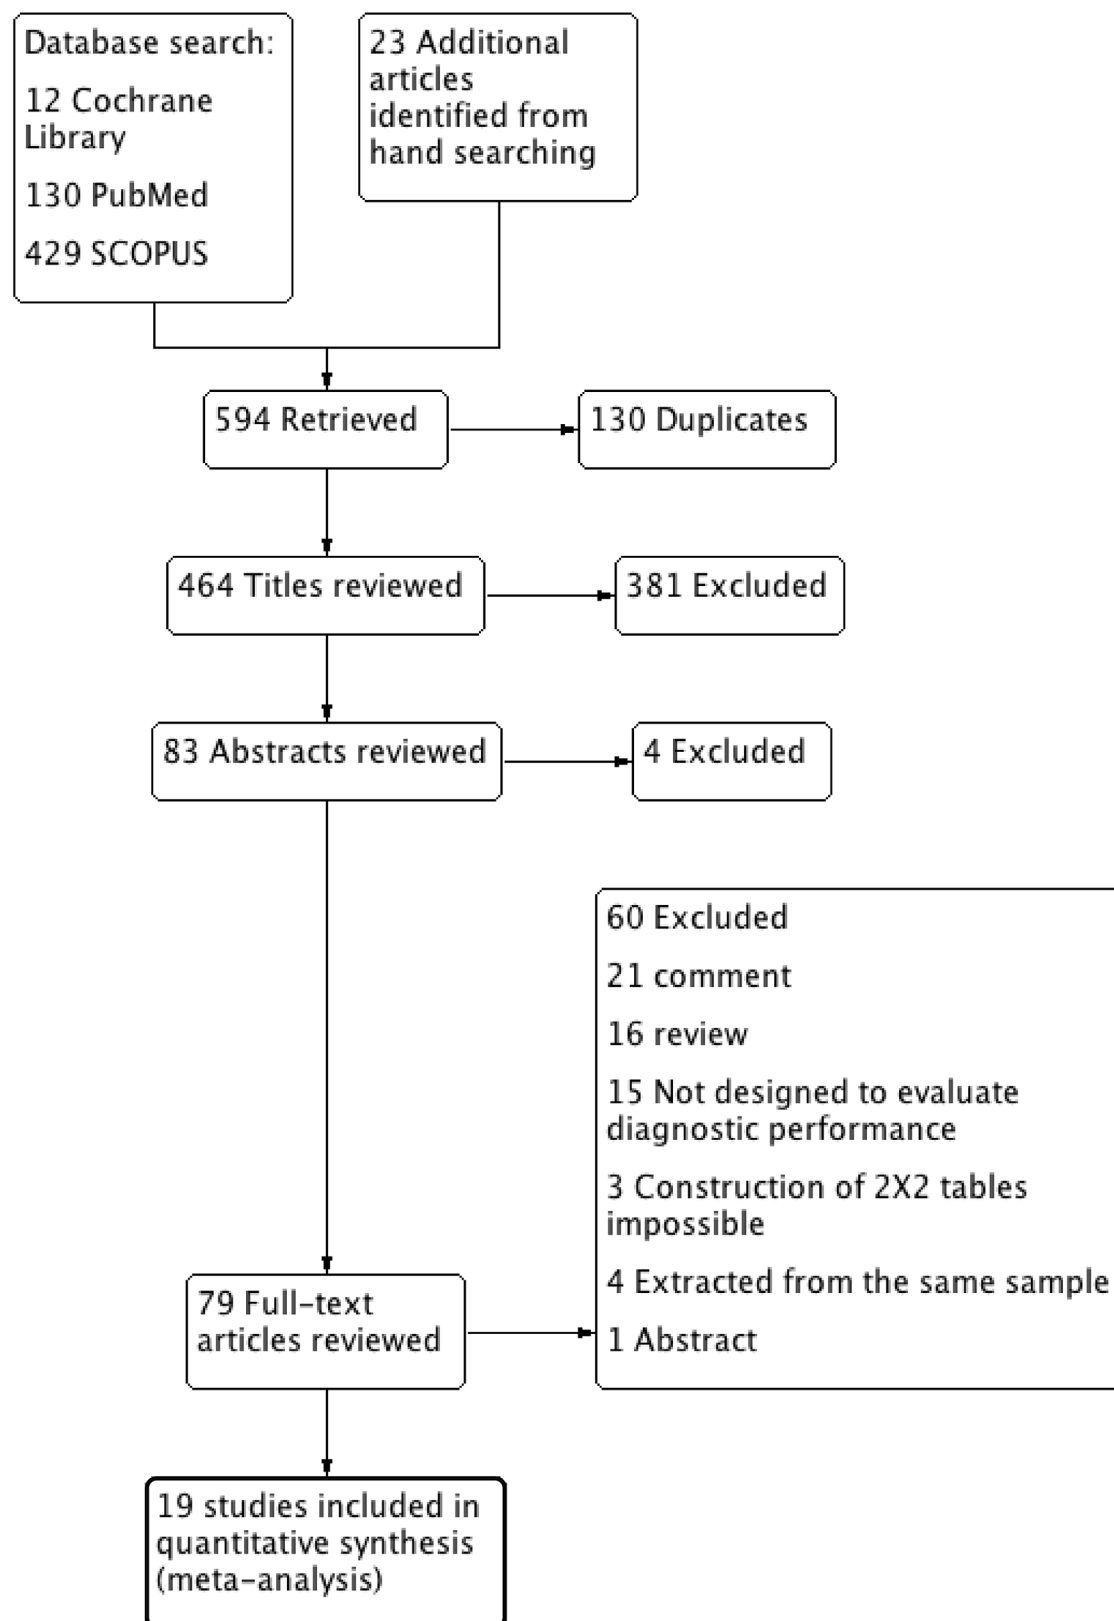 Database search:
12 Cochrane
Library
130 PubMed
429 SCOPUS
23 Additional
articles
identified from
hand searching
594 Retrieved
130 Duplicates
464 Titles reviewed
381 Excluded
83 Abstracts reviewed
4 Excluded
60 Excluded
21 comment
16 review
15 Not designed to evaluate
diagnostic performance
3 Construction of 2X2 tables
impossible
4 Extracted from the same sample
1 Abstract
79 Full-text
articles reviewed
19 studies included in
quantitative synthesis
(meta-analysis)